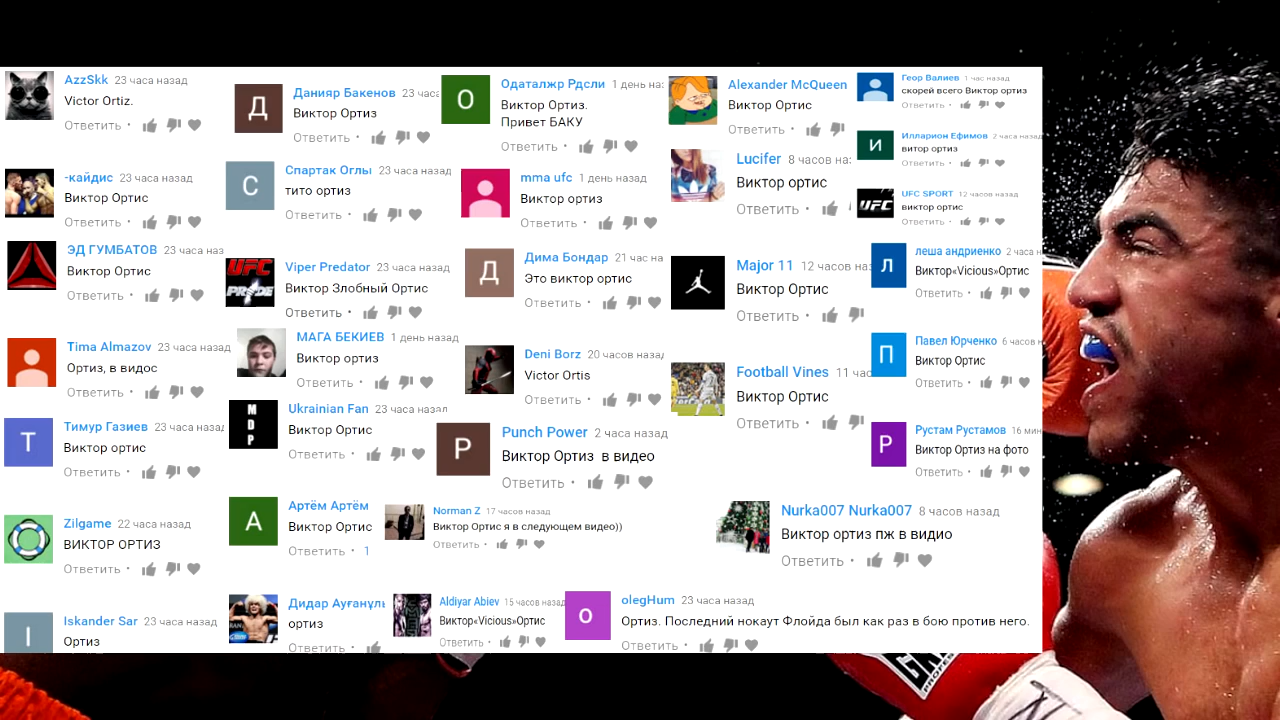 AzzSkk 23 часа назад
Victor Ortiz.
Ответить
-кайдис 23 часа назад
Виктор Ортис
Ответить
ЭД ГУМБАТОВ 23 часа наз
Виктор Ортис
Ответить
Tima Almazov 23 часа назад
Ортиз, в видос
Ответить
Тимур Газиев 23 часа назад
Виктор ортис
Ответить
Zilgame 22 часа назад
ВИКТОР ОРТИЗ
Ответить
Iskander Sar 23 часа назад
Ортиз
Данияр Бакенов 23 часа
Виктор Ортиз
Ответить
Спартак Оглы 23 часа назад
тито ортиз
Ответить
Viper Predator 23 часа назад
Виктор Злобный Ортис
Ответить
МАГА БЕКИЕВ 1 день назад
Виктор ортиз
Ответить
Ukrainian Fan 23 часа назад
Виктор Ортис
Ответить
Артём Артём
Виктор Ортис
Ответить 1
Дидар Ауғанұль
ортиз
Ответить
Одаталжр Рдсли 1 день на
Виктор Ортиз.
Привет БАКУ
Ответить
mma ufc 1 день назад
Виктор ортиз
Ответить
Дима Бондар 21 час на
Это виктор ортис
Ответить
Deni Borz 20 часов назад
Victor Ortis
Ответить
Punch Power 2 часа назад
Виктор Ортиз в видео
Ответить
Norman Z 17 часов назад
Виктор Ортис я в следующем видео))
Ответить
Aldiyar Abiev 15 часов назад
Виктор«Vicious»Ортис
Ответить
olegHum 23 часа назад
Ортиз. Последний нокаут Флойда был как раз в бою против него.
Ответить
Alexander McQueen
Виктор Ортис
Ответить
Lucifer 8 часов на
Виктор ортис
Ответить
Major 11 12 часов наз
Виктор Ортис
Ответить
Football Vines 11 час
Виктор Ортис
Ответить
Nurka007 Nurka007 8 часов назад
Виктор ортиз пж в видио
Ответить
Геор Валиев 1 час назад
скорей всего Виктор ортиз
Ответить
Илларион Ефимов 2 часа назад
витор ортиз
Ответить
UFC SPORT 12 часов назад
виктор ортис
Ответить
леша андриенко 2 часа н
Виктор«Vicious»Ортис
Ответить
Павел Юрченко 6 часов н
Виктор Ортис
Ответить
Рустам Рустамов 16 мин
Виктор Ортиз на фото
Ответить
Д
О
С
UFC
PRIDE
Д
Т
MDP
Р
А
I
о
И
UFC
Л
П
Р